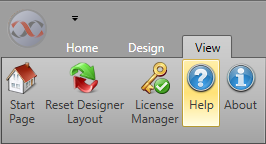 Home Design View
Start Page
Reset Designer Layout
License Manager
Help
About